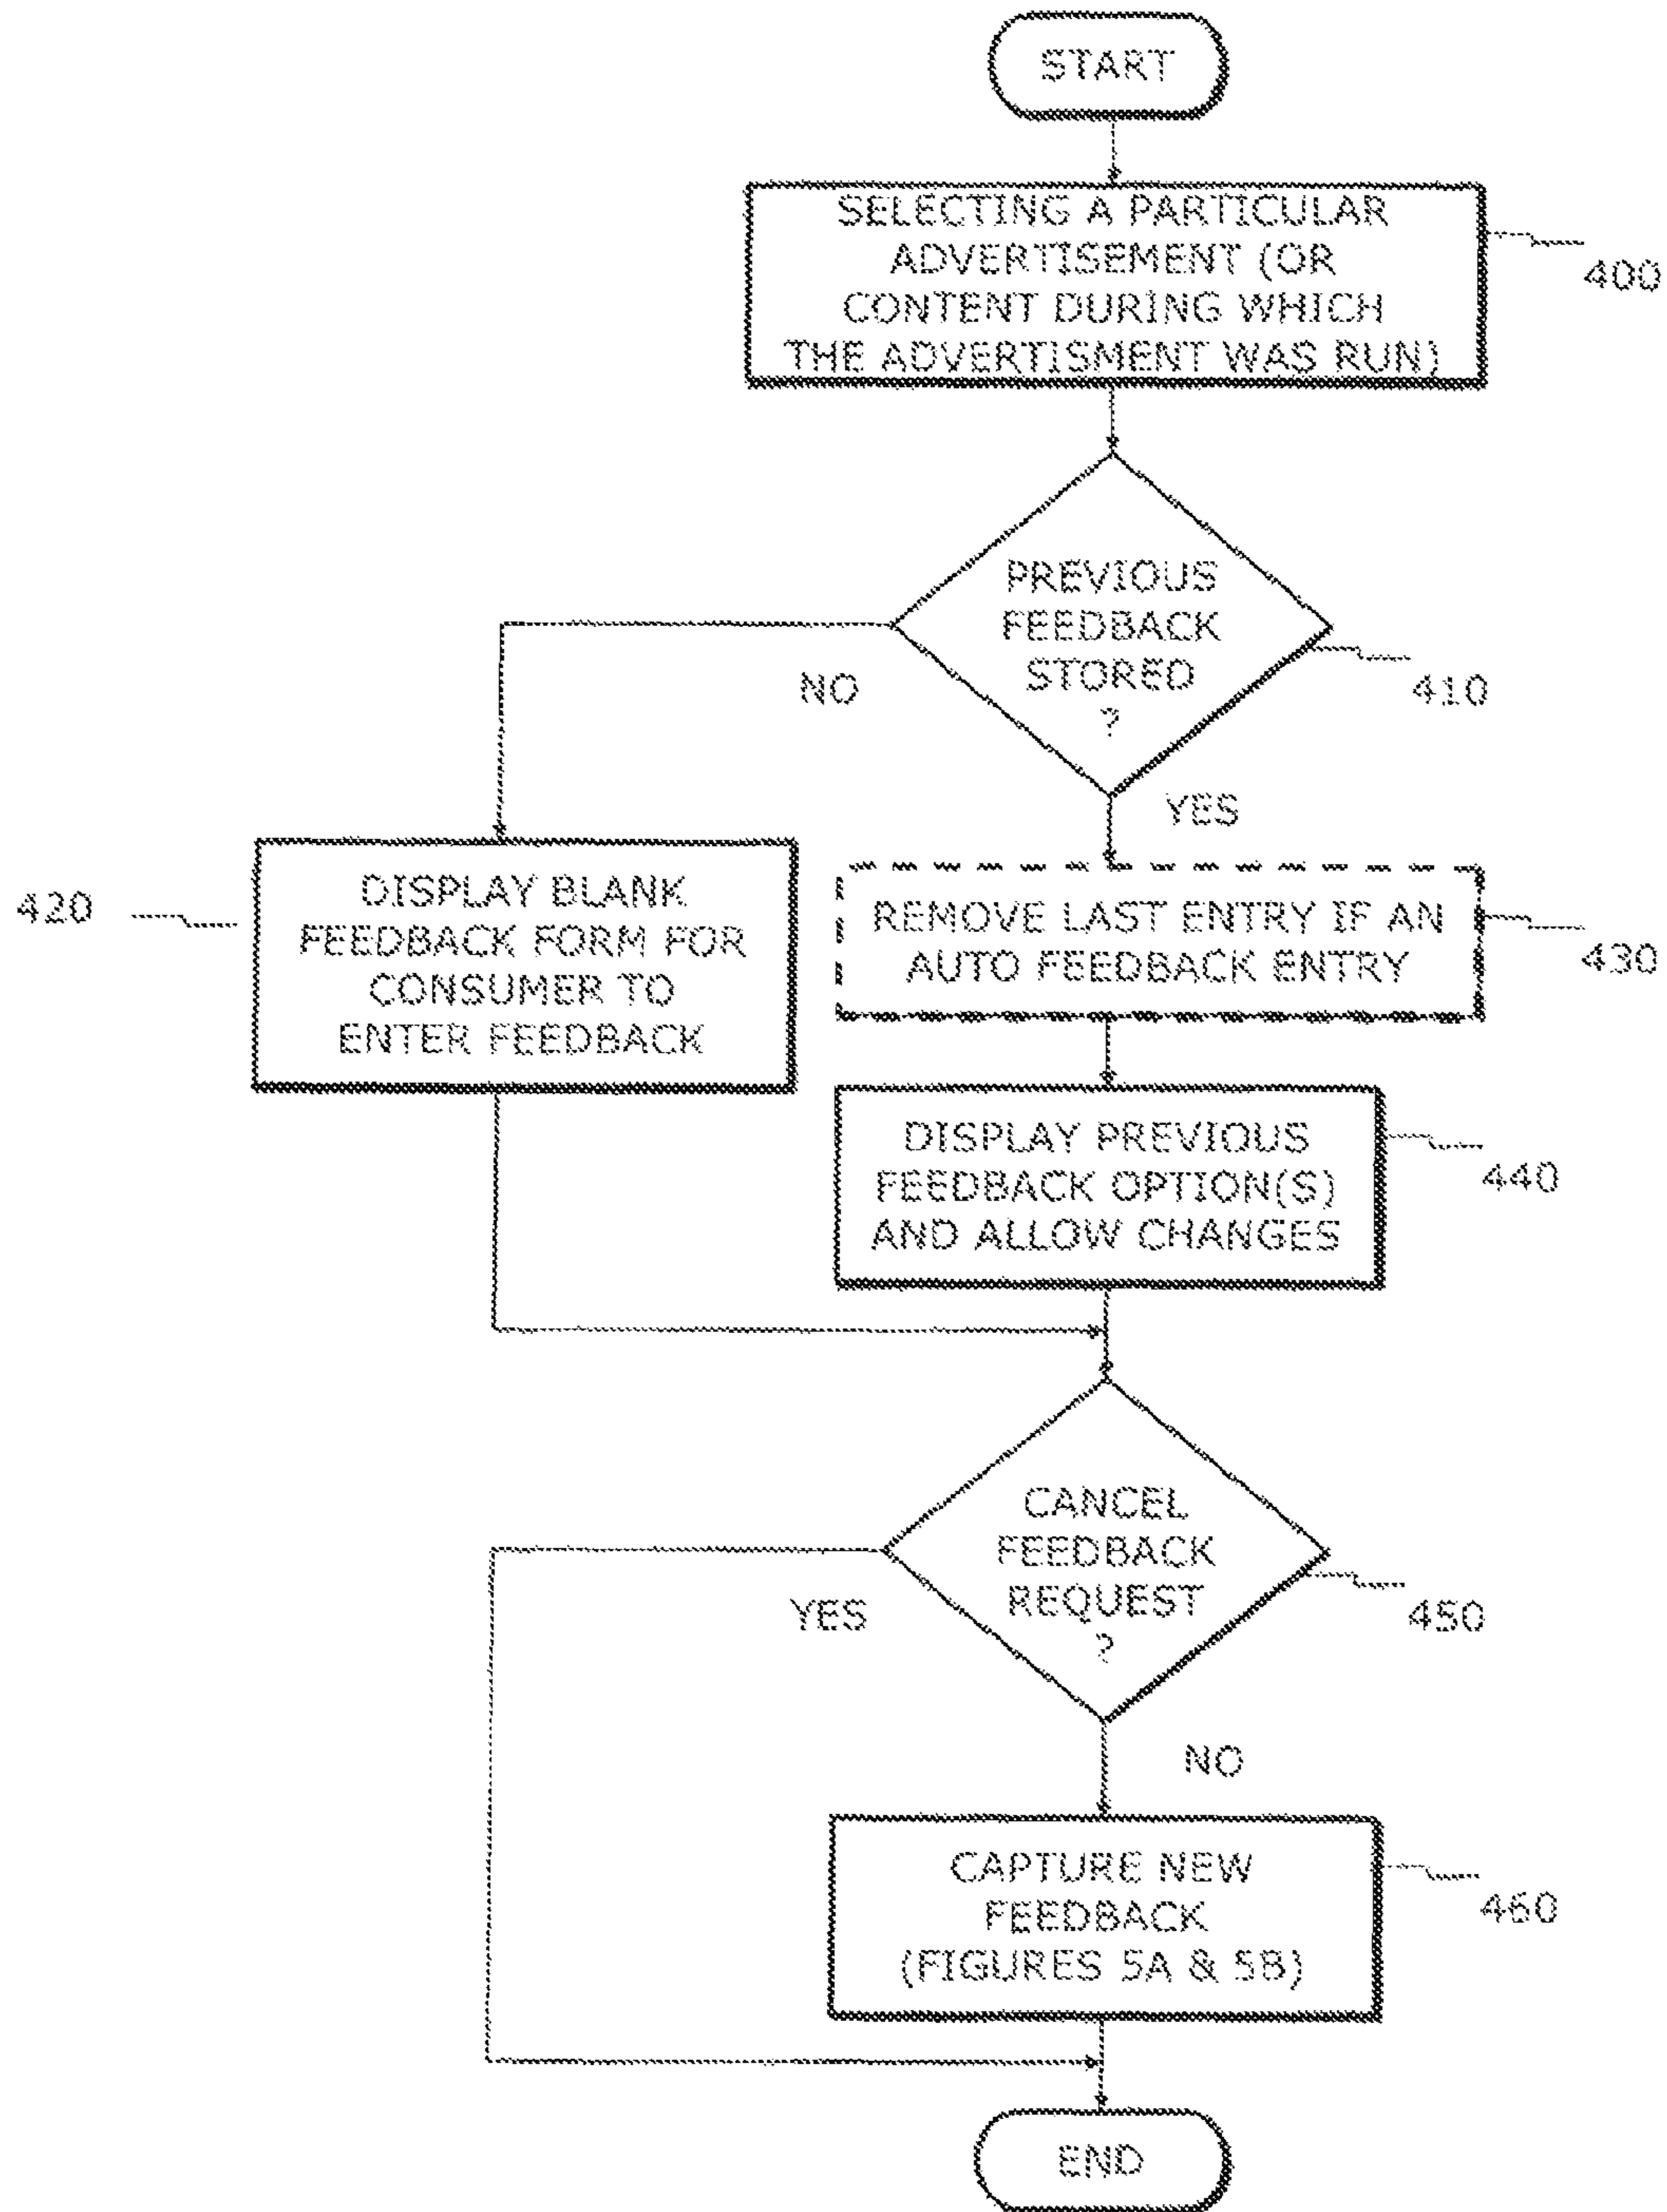 START
SELECTING A PARTICULAR
ADVERTISEMENT (OR
CONTENT DURING WHICH
THE ADVERTISMENT WAS RUN)
400
PREVIOUS
FEEDBACK
STORED
?
410
NO
YES
420
DISPLAY BLANK
FEEDBACK FORM FOR
CONSUMER TO
ENTER FEEDBACK
REMOVE LAST ENTRY IF AN
AUTO FEEDBACK ENTRY
430
DISPLAY PREVIOUS
FEEDBACK OPTION(S)
AND ALLOW CHANGES
440
CANCEL
FEEDBACK
REQUEST
?
450
YES
NO
CAPTURE NEW
FEEDBACK
(FIGURES 5A & 5B)
460
END